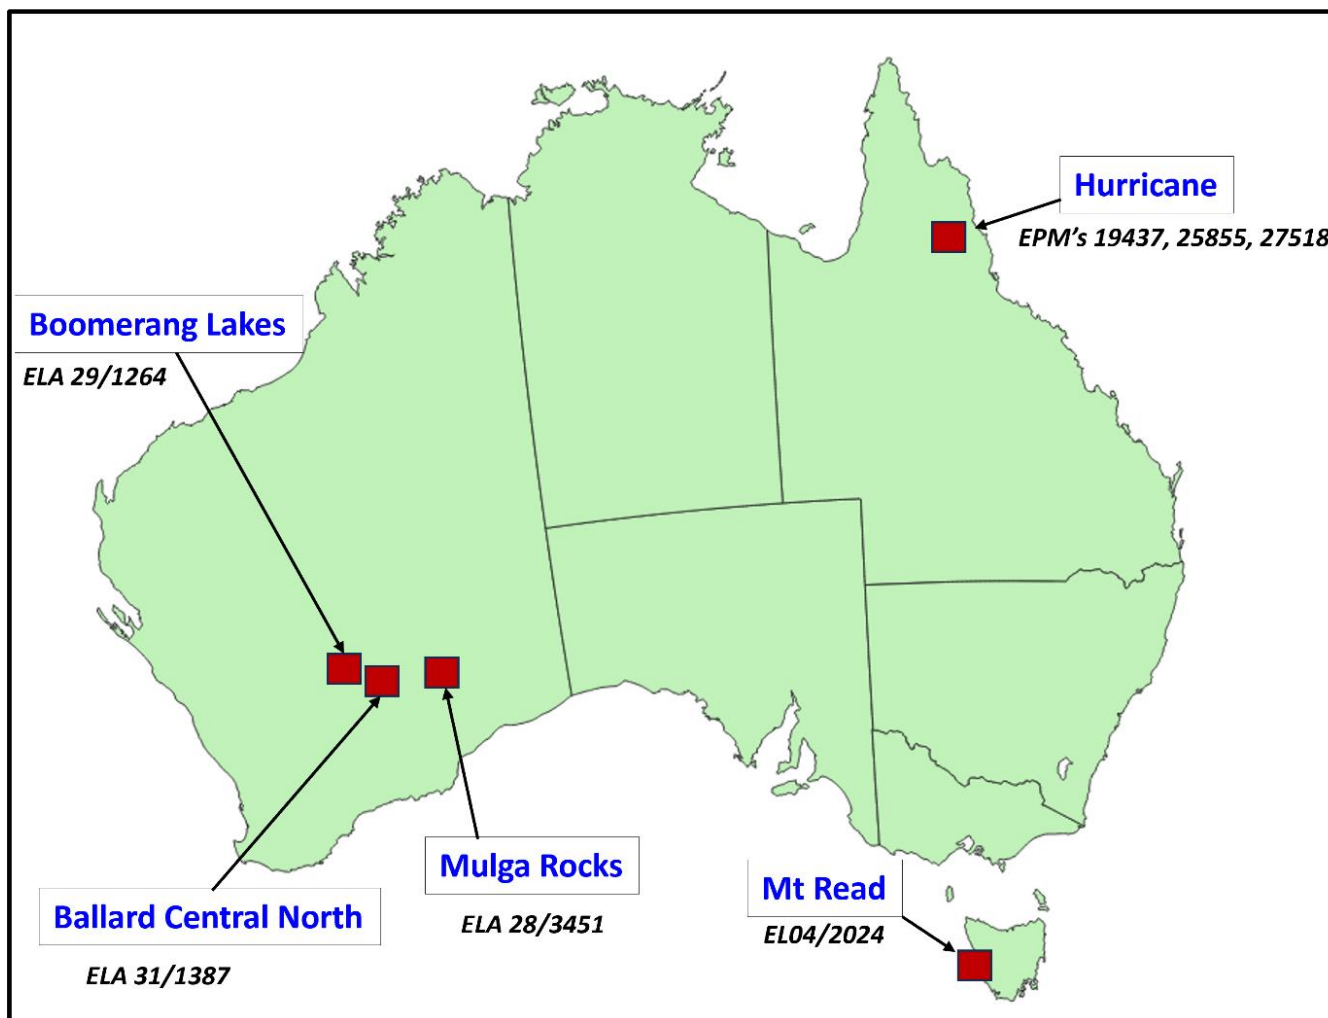 Hurricane
EPM's 19437, 25855, 27518
Boomerang Lakes
ELA 29/1264
Mulga Rocks
ELA 28/3451
Mt Read
EL04/2024
Ballard Central North
ELA 31/1387